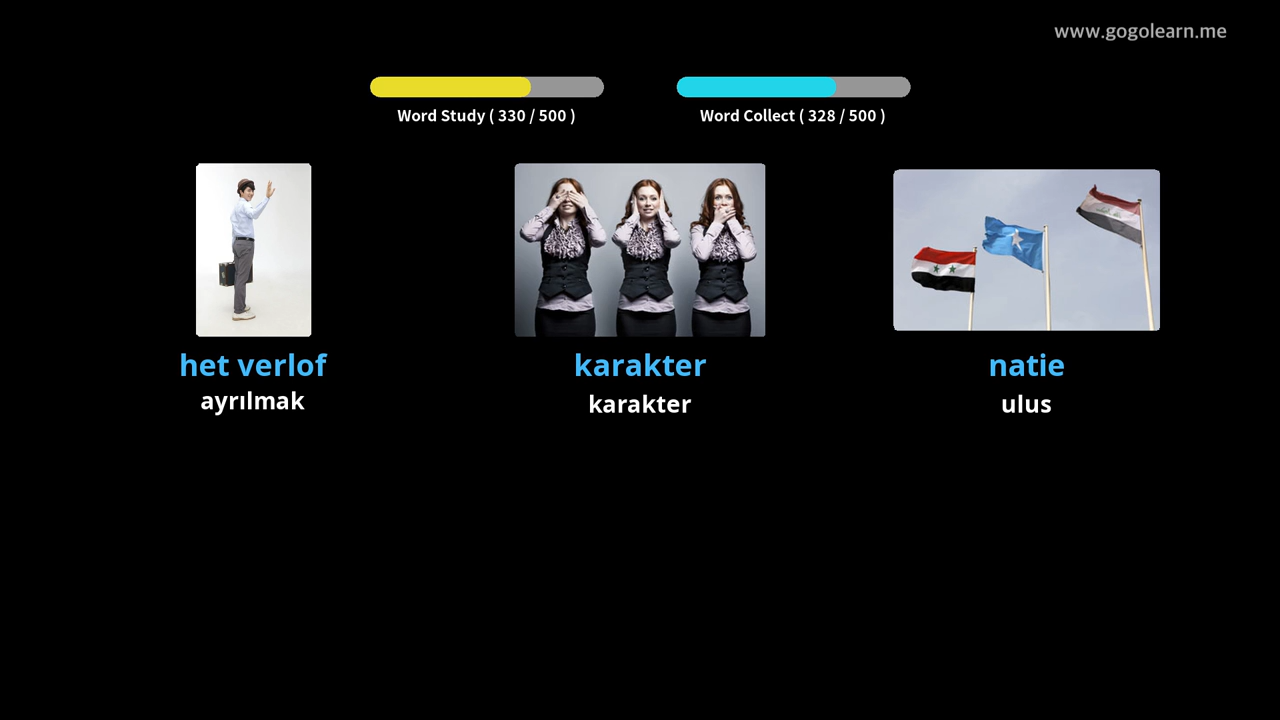 www.gogolearn.me
Word Study ( 330 / 500 )
Word Collect ( 328 / 500 )
het verlof
ayrılmak
karakter
karakter
natie
ulus